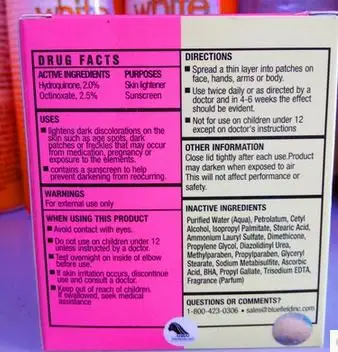 white
white
DRUG FACTS
ACTIVE INGREDIENTS PURPOSES
Hydroquinone, 2.0% Skin lightener
Octinoxate, 2.5% Sunscreen
USES
■ lightens dark discolorations on the
skin such as age spots, dark
patches or freckles that may occur
from medication, pregnancy or
exposure to the elements.
■ contains a sunscreen to help
prevent darkening from reocurring.
WARNINGS
For external use only
WHEN USING THIS PRODUCT
■ Avoid contact with eyes.
■ Do not use on children under 12
unless instructed by a doctor.
■ Test overnight on inside of elbow
before use.
■ If skin irritation occurs, discontinue
use and consult a doctor.
■ Keep out of reach of children.
If swallowed, seek medical
assistance
DIRECTIONS
■ Spread a thin layer into patches on
face, hands, arms or body.
■ Use twice daily or as directed by a
doctor and in 4-6 weeks the effect
should be evident.
■ Not for use on children under 12
except on doctor's instructions
OTHER INFORMATION
Close lid tightly after each use.Product
may darken when exposed to air
This will not affect performance or
safety.
INACTIVE INGREDIENTS
Purified Water (Aqua), Petrolatum, Cetyl
Alcohol, Isopropyl Palmitate, Stearic Acid,
Ammonium Lauryl Sulfate, Dimethicone,
Propylene Glycol, Diazolidinyl Urea,
Methylparaben, Propylparaben, Glyceryl
Stearate, Sodium Metabisulfite, Ascorbic
Acid, BHA, Propyl Gallate, Trisodium EDTA,
Fragrance (Parfum)
QUESTIONS OR COMMENTS?
1-800-423-0306 • sales@bluefieldinc.com